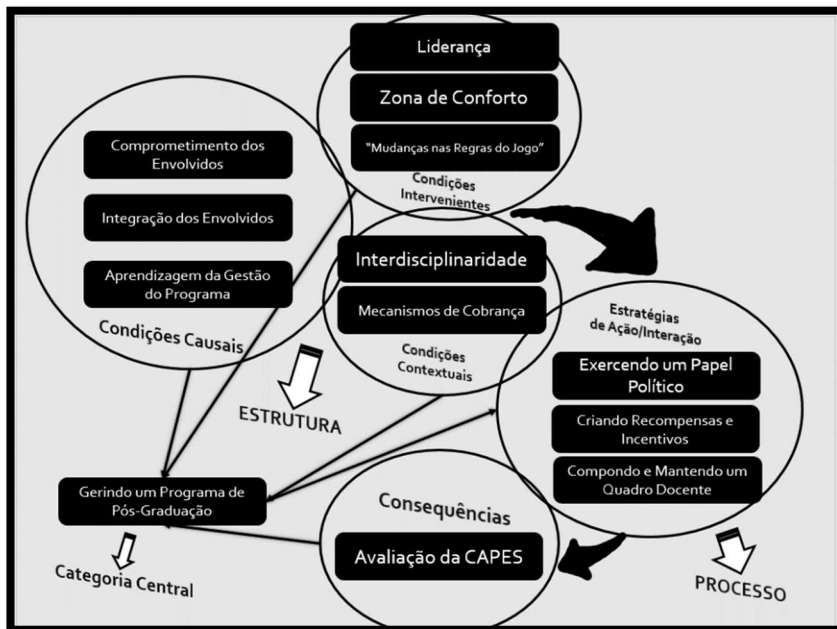 Liderança
Zona de Conforto
"Mudanças nas Regras do Jogo"
Condições
Intervenientes
Comprometimento dos
Envolvidos
Integração dos Envolvidos
Aprendizagem da Gestão
do Programa
Condições Causais
Interdisciplinaridade
Mecanismos de Cobrança
Condições
Contextuais
Estratégias
de Ação/Interação
Exercendo um Papel
Político
Criando Recompensas e
Incentivos
Compondo e Mantendo um
Quadro Docente
ESTRUTURA
Gerindo um Programa de
Pós-Graduação
Consequências
Avaliação da CAPES
Categoria Central
PROCESSO